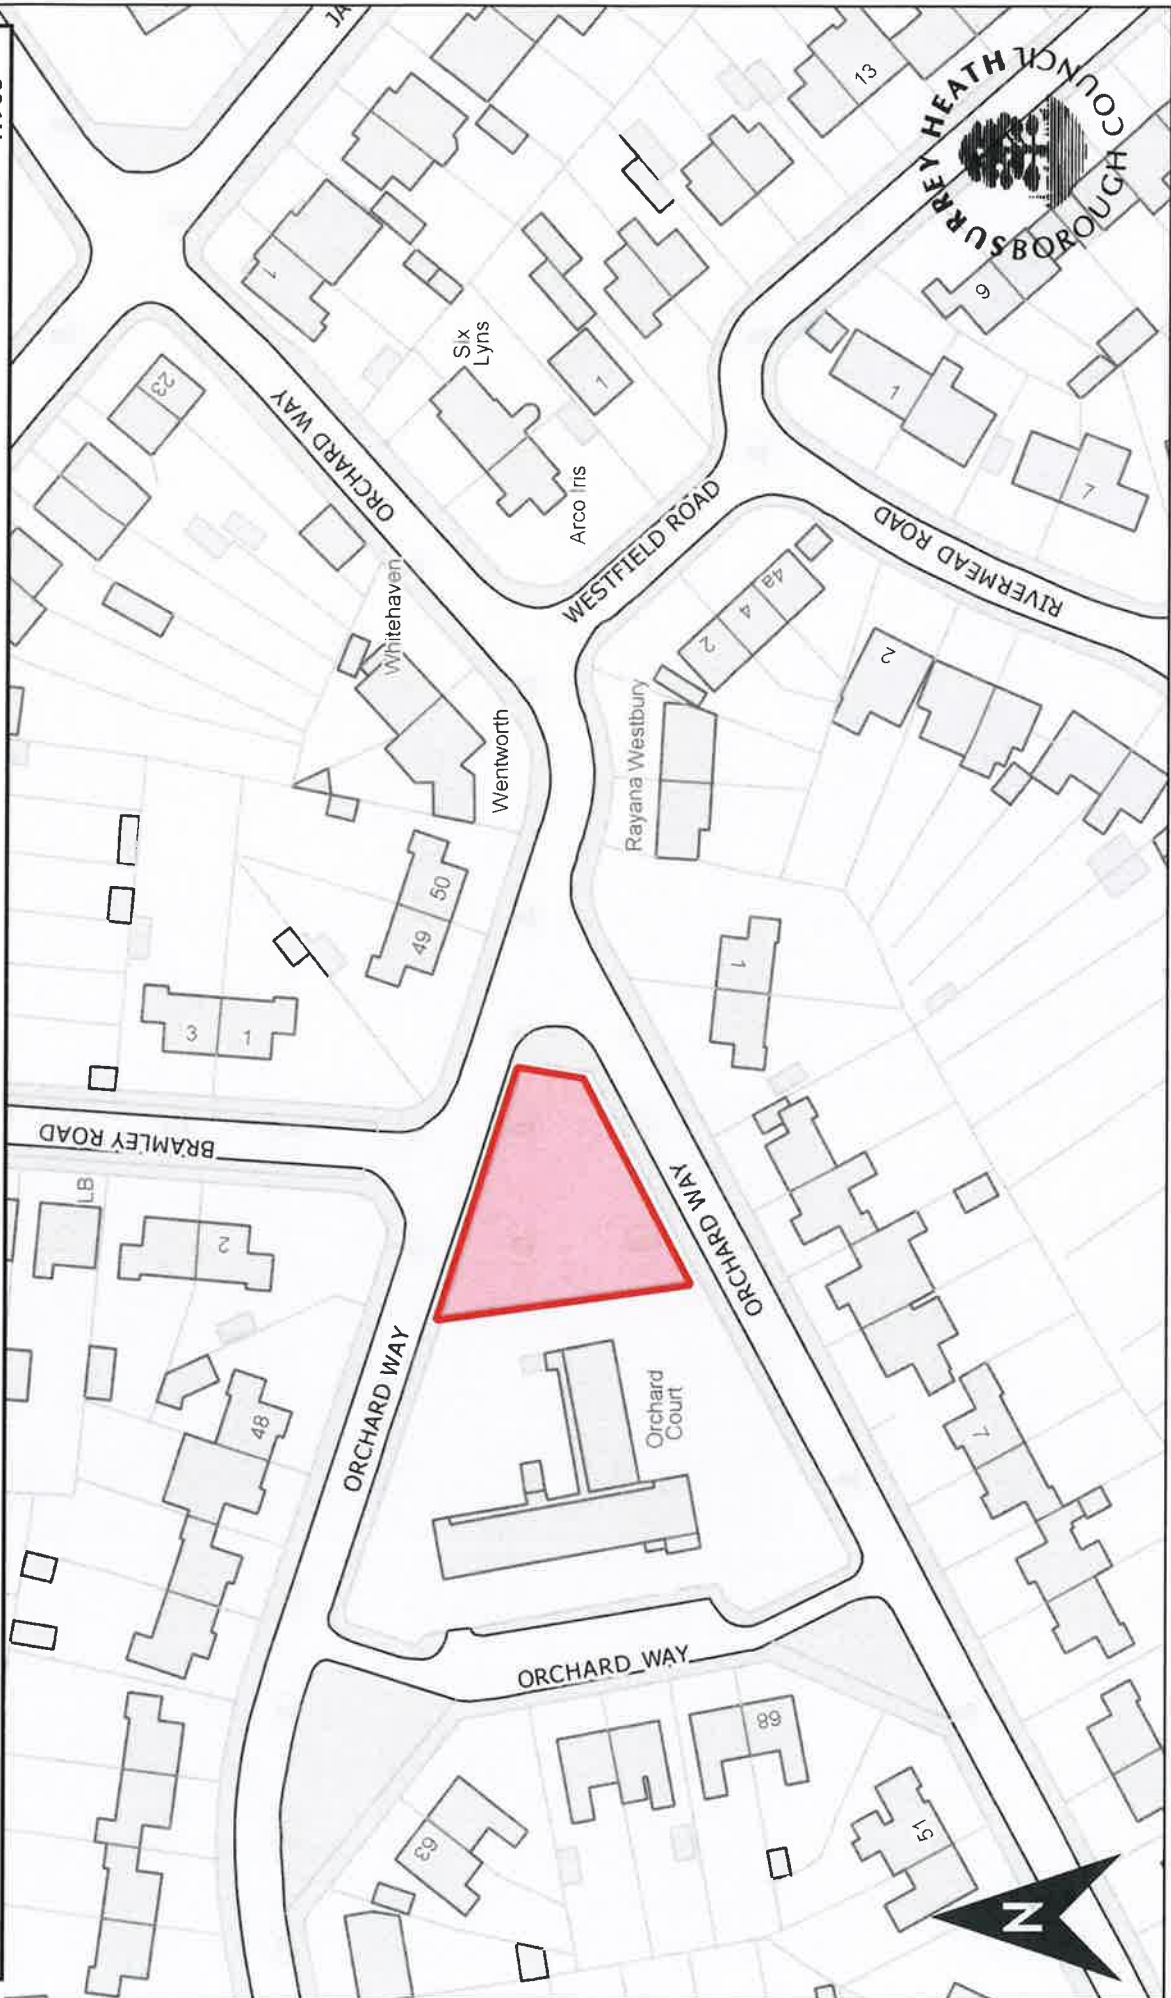 JA
13
SURREY HEATH
BOROUGH COUNCIL
1
23
Six
Lyns
9
ORCHARD WAY
1
1
Arco Iris
7
WESTFIELD ROAD
RIVERMEAD ROAD
Whitehaven
4a
4
2
2
Wentworth
Rayana Westbury
50
49
1
3
1
BRAMLEY ROAD
LB
2
ORCHARD WAY
ORCHARD WAY
48
Orchard
Court
7
ORCHARD WAY
68
63
51
N